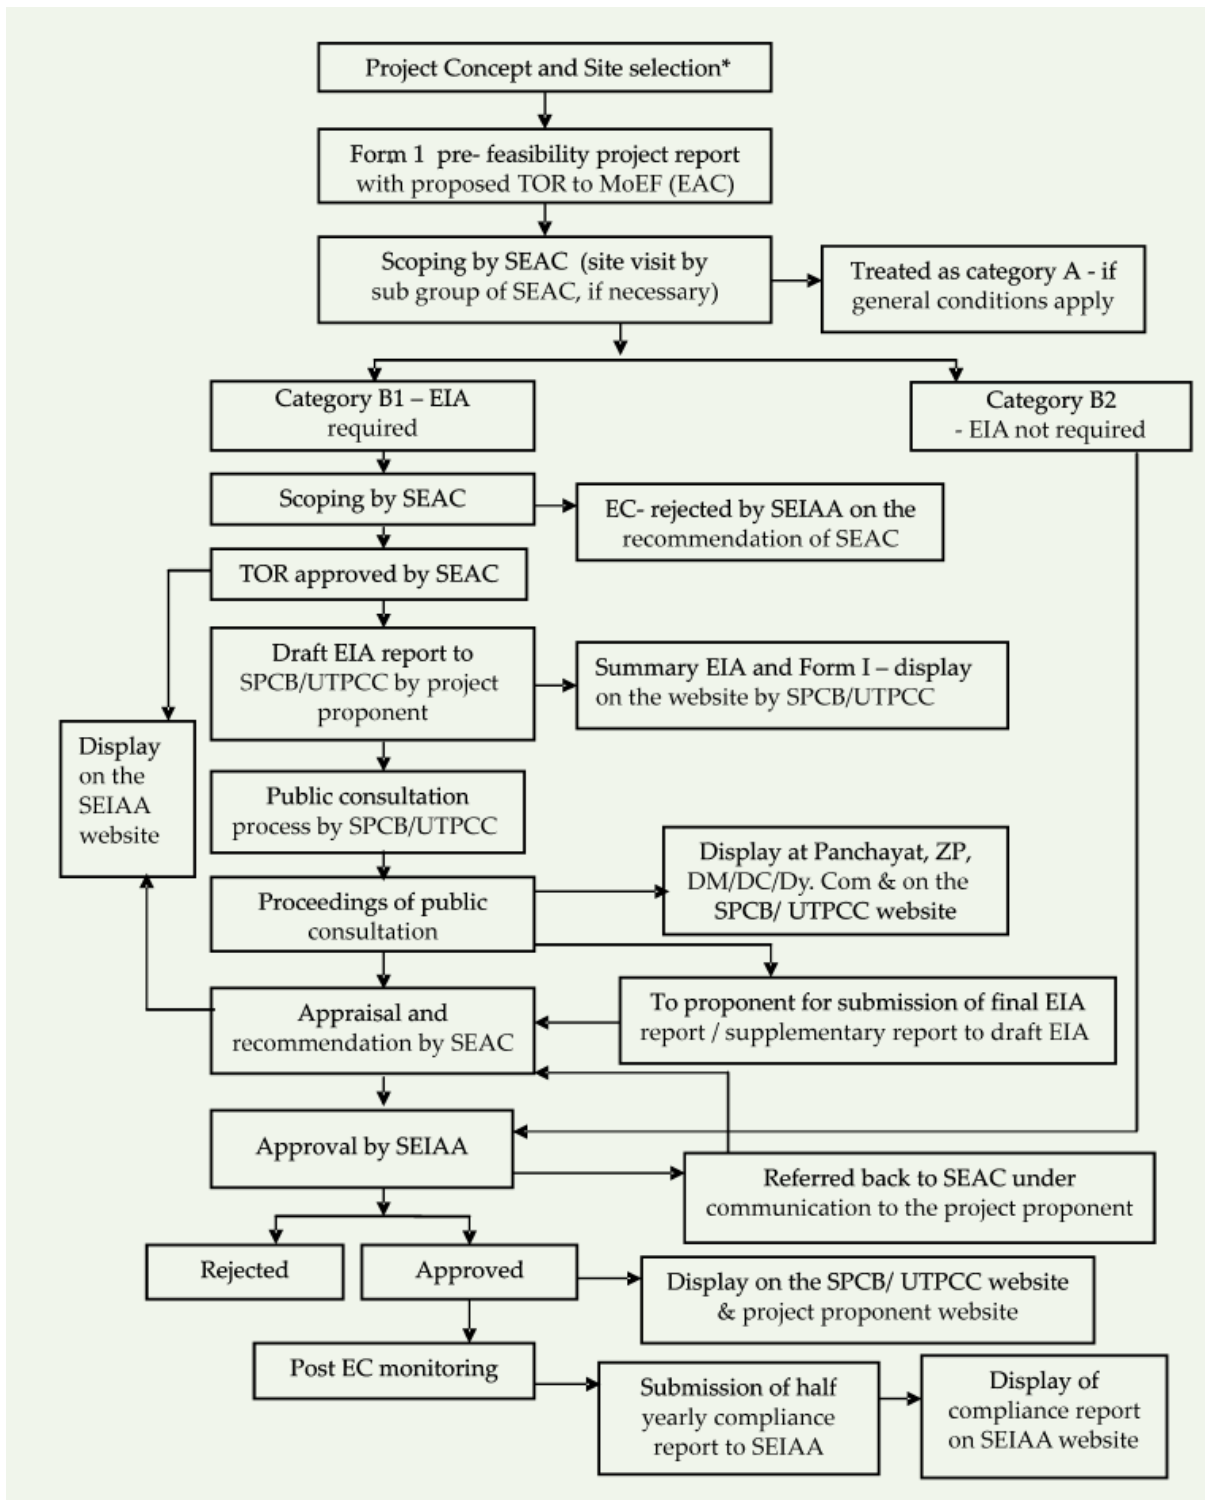 Project Concept and Site selection*
Form 1 pre- feasibility project report
with proposed TOR to MoEF (EAC)
Scoping by SEAC (site visit by
sub group of SEAC, if necessary)
Treated as category A - if
general conditions apply
Category B1 – EIA
required
Category B2
- EIA not required
Scoping by SEAC
EC- rejected by SEIAA on the
recommendation of SEAC
TOR approved by SEAC
Draft EIA report to
SPCB/UTPCC by project
proponent
Summary EIA and Form I – display
on the website by SPCB/UTPCC
Display
on the
SEIAA
website
Public consultation
process by SPCB/UTPCC
Proceedings of public
consultation
Display at Panchayat, ZP,
DM/DC/Dy. Com & on the
SPCB/ UTPCC website
To proponent for submission of final EIA
report / supplementary report to draft EIA
Appraisal and
recommendation by SEAC
Approval by SEIAA
Referred back to SEAC under
communication to the project proponent
Rejected
Approved
Display on the SPCB/ UTPCC website
& project proponent website
Post EC monitoring
Submission of half
yearly compliance
report to SEIAA
Display of
compliance report
on SEIAA website